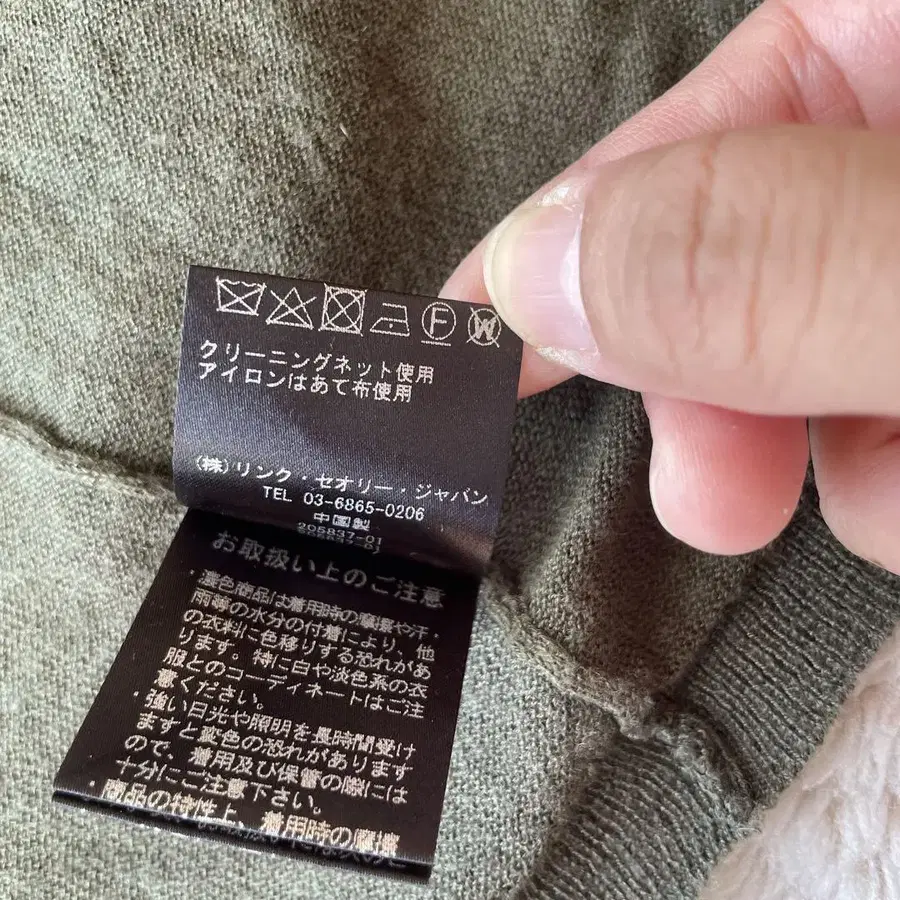 F
W
クリーニングネット使用
アイロンはあて布使用
(株)リンク・セオリー・ジャパン
TEL 03-6865-0206
中国製
205837-01
お取扱い上のご注意
・濃色商品は着用時の摩擦や汗・
雨等の水分の付着により、他
の衣料に色移りする恐れがあ
ります。特に白や淡色系の衣
服とのコーディネートはご注
意ください。
・強い日光や照明を長時間受け
ますと変色の恐れがあります
ので、着用及び保管の際には
十分にご注意下さい。
・商品の特性上、着用時の摩擦